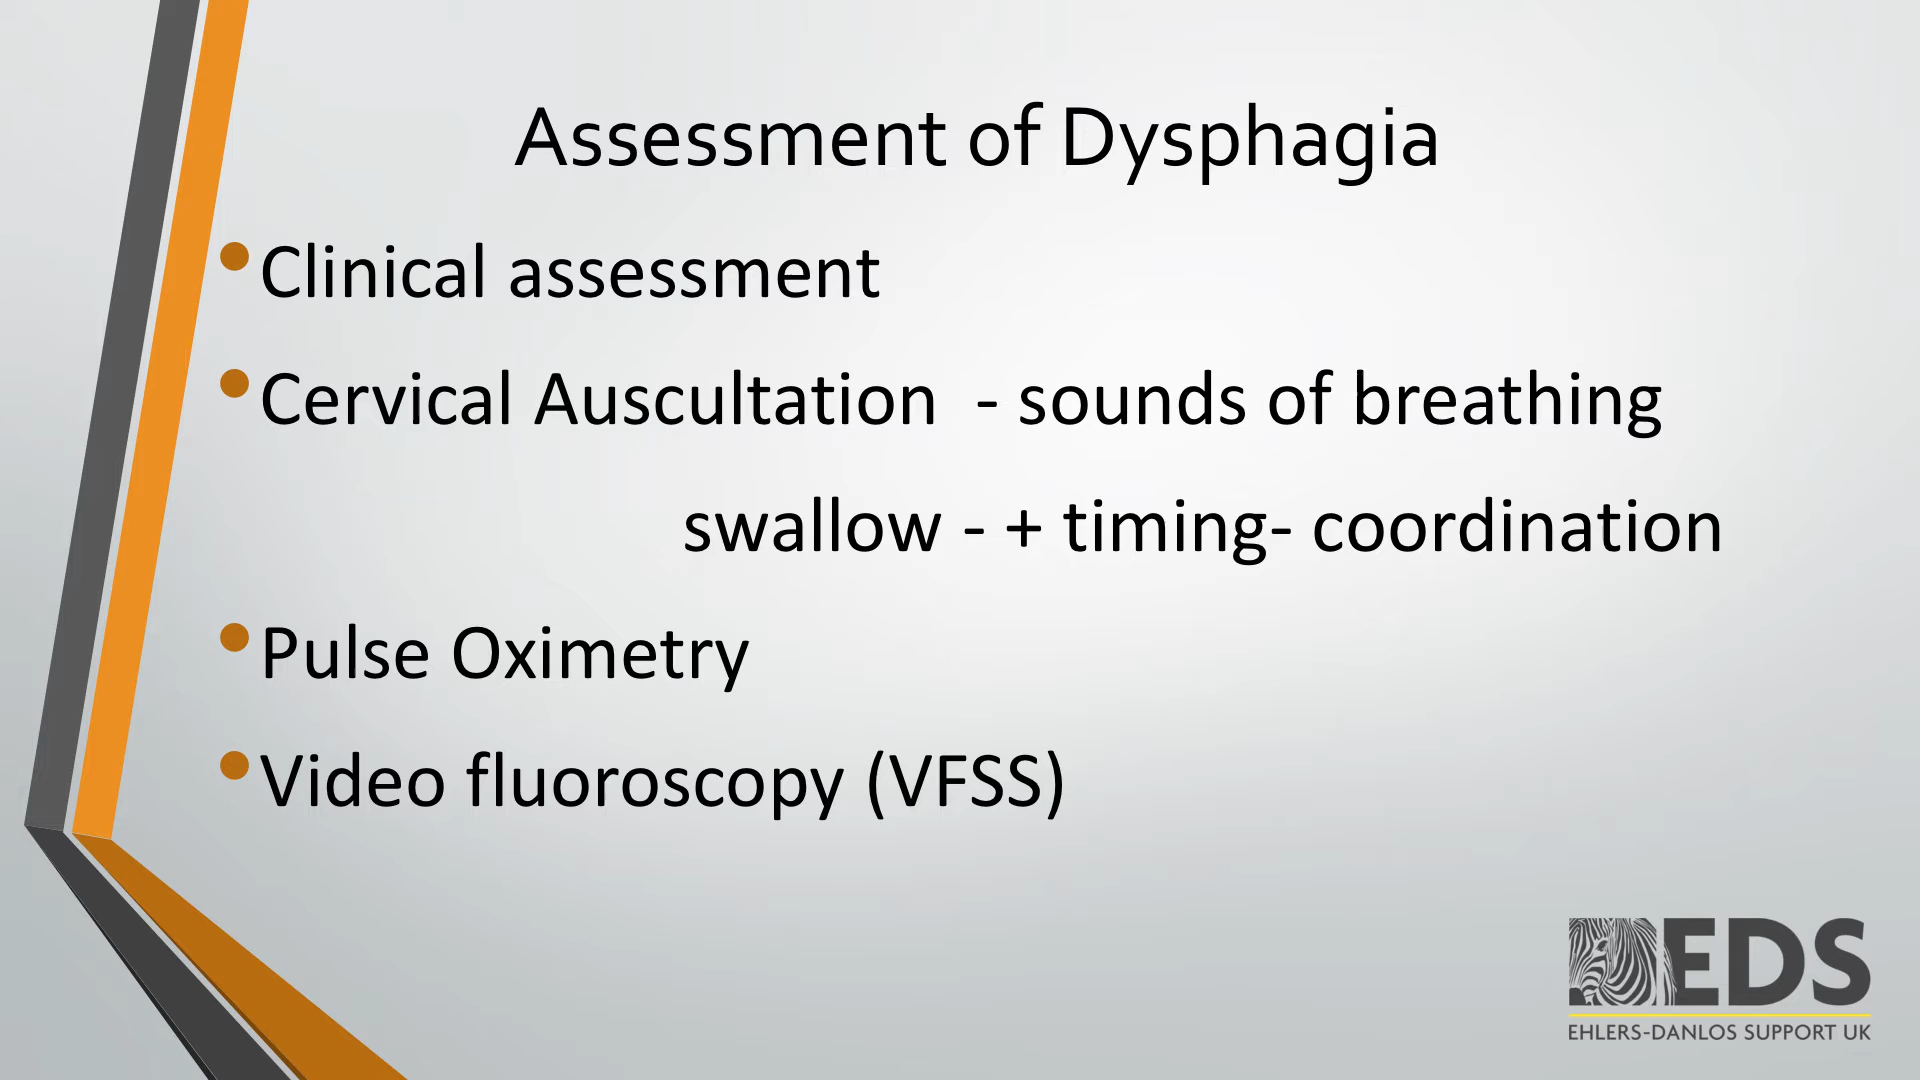 Assessment of Dysphagia
• Clinical assessment
• Cervical Auscultation  - sounds of breathing
swallow - + timing- coordination
• Pulse Oximetry
• Video fluoroscopy (VFSS)
EDS
EHLERS-DANLOS SUPPORT UK